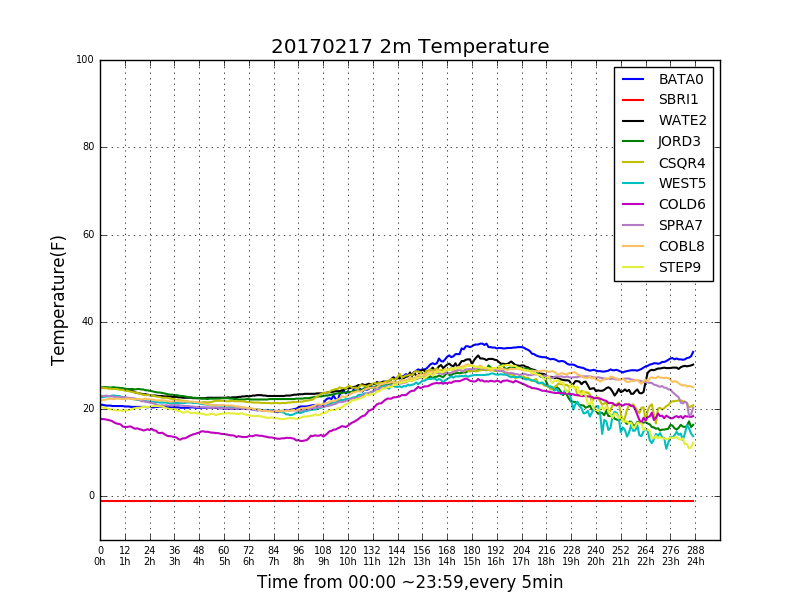 20170217 2m Temperature
100
80
60
40
20
0
Temperature(F)
BATA0
SBRI1
WATE2
JORD3
CSQR4
WEST5
COLD6
SPRA7
COBL8
STEP9
0 12 24 36 48 60 72 84 96 108 120 132 144 156 168 180 192 204 216 228 240 252 264 276 288
0h 1h 2h 3h 4h 5h 6h 7h 8h 9h 10h 11h 12h 13h 14h 15h 16h 17h 18h 19h 20h 21h 22h 23h 24h
Time from 00:00 ~23:59,every 5min